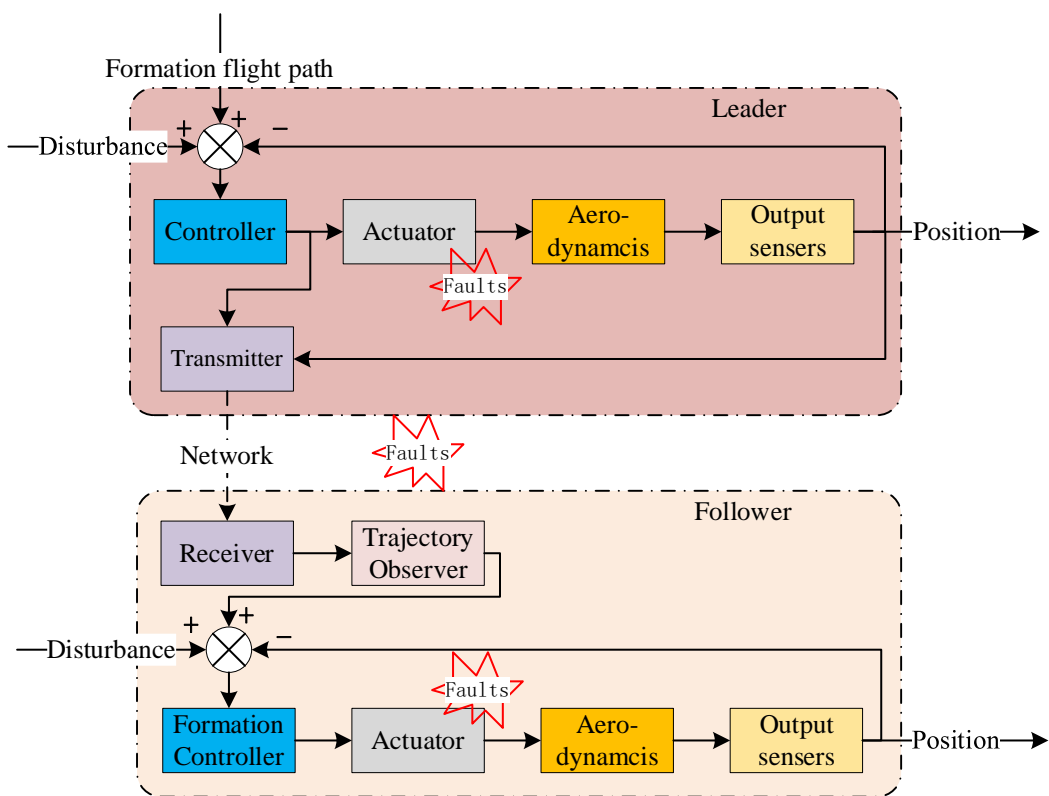 Formation flight path
Leader
+ + −
Disturbance
Controller
Actuator
Aero-
dynamcis
Output
sensers
Position
Faults
Transmitter
Network
Faults
Follower
Receiver
Trajectory
Observer
+ + −
Disturbance
Faults
Formation
Controller
Actuator
Aero-
dynamcis
Output
sensers
Position